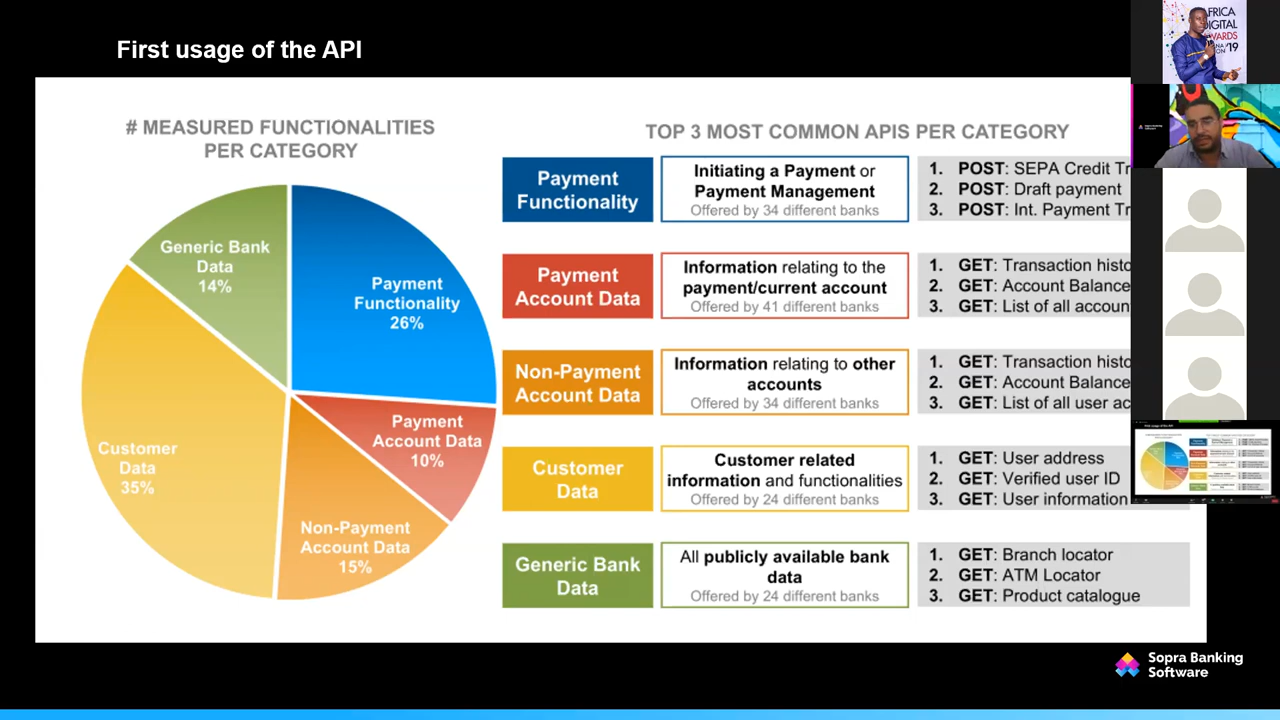 First usage of the API
# MEASURED FUNCTIONALITIES
PER CATEGORY
Generic Bank
Data
14%
Payment
Functionality
26%
Payment
Account Data
10%
Customer
Data
35%
Non-Payment
Account Data
15%
TOP 3 MOST COMMON APIS PER CATEGORY
Payment
Functionality
Initiating a Payment or
Payment Management
Offered by 34 different banks
1. POST: SEPA Credit Tr
2. POST: Draft payment
3. POST: Int. Payment Tr
Payment
Account Data
Information relating to the
payment/current account
Offered by 41 different banks
1. GET: Transaction histo
2. GET: Account Balance
3. GET: List of all accoun
Non-Payment
Account Data
Information relating to other
accounts
Offered by 34 different banks
1. GET: Transaction histo
2. GET: Account Balance
3. GET: List of all user ac
Customer
Data
Customer related
information and functionalities
Offered by 24 different banks
1. GET: User address
2. GET: Verified user ID
3. GET: User information
Generic Bank
Data
All publicly available bank
data
Offered by 24 different banks
1. GET: Branch locator
2. GET: ATM Locator
3. GET: Product catalogue
AFRICA
DIGITAL
'19
Sopra Banking
Software